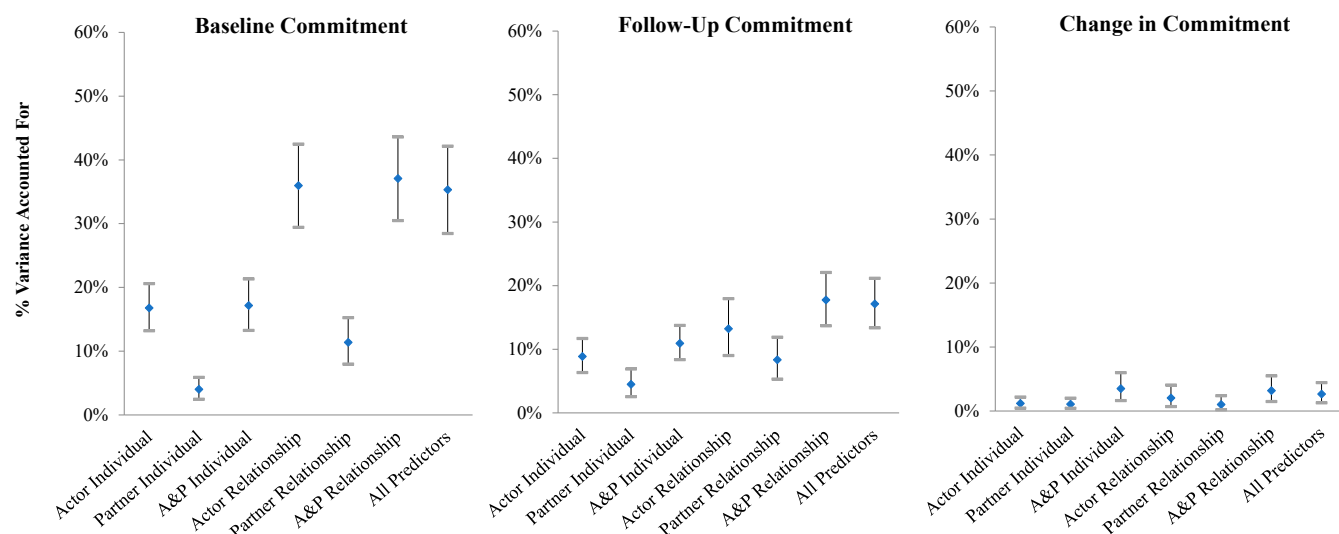 Baseline Commitment
% Variance Accounted For
60%
50%
40%
30%
20%
10%
0%
Actor Individual
Partner Individual
A&P Individual
Actor Relationship
Partner Relationship
A&P Relationship
All Predictors
Follow-Up Commitment
60%
50%
40%
30%
20%
10%
0%
Actor Individual
Partner Individual
A&P Individual
Actor Relationship
Partner Relationship
A&P Relationship
All Predictors
Change in Commitment
60%
50%
40%
30%
20%
10%
0%
Actor Individual
Partner Individual
A&P Individual
Actor Relationship
Partner Relationship
A&P Relationship
All Predictors